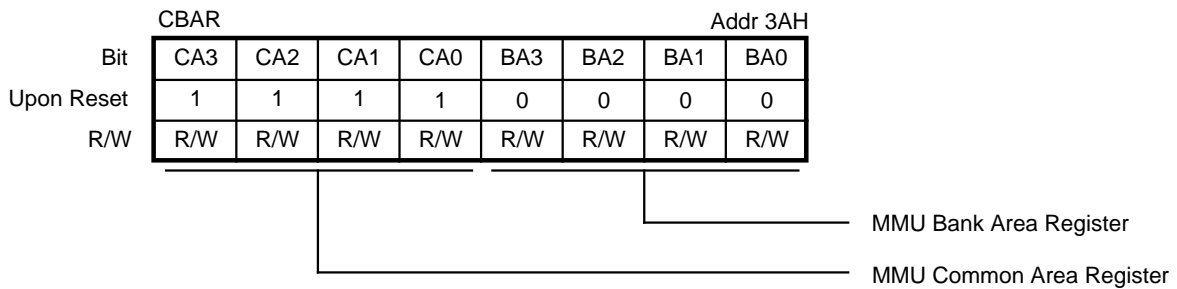 CBAR Addr 3AH
Bit CA3 CA2 CA1 CA0 BA3 BA2 BA1 BA0
Upon Reset 1 1 1 1 0 0 0 0
R/W R/W R/W R/W R/W R/W R/W R/W R/W
MMU Bank Area Register
MMU Common Area Register